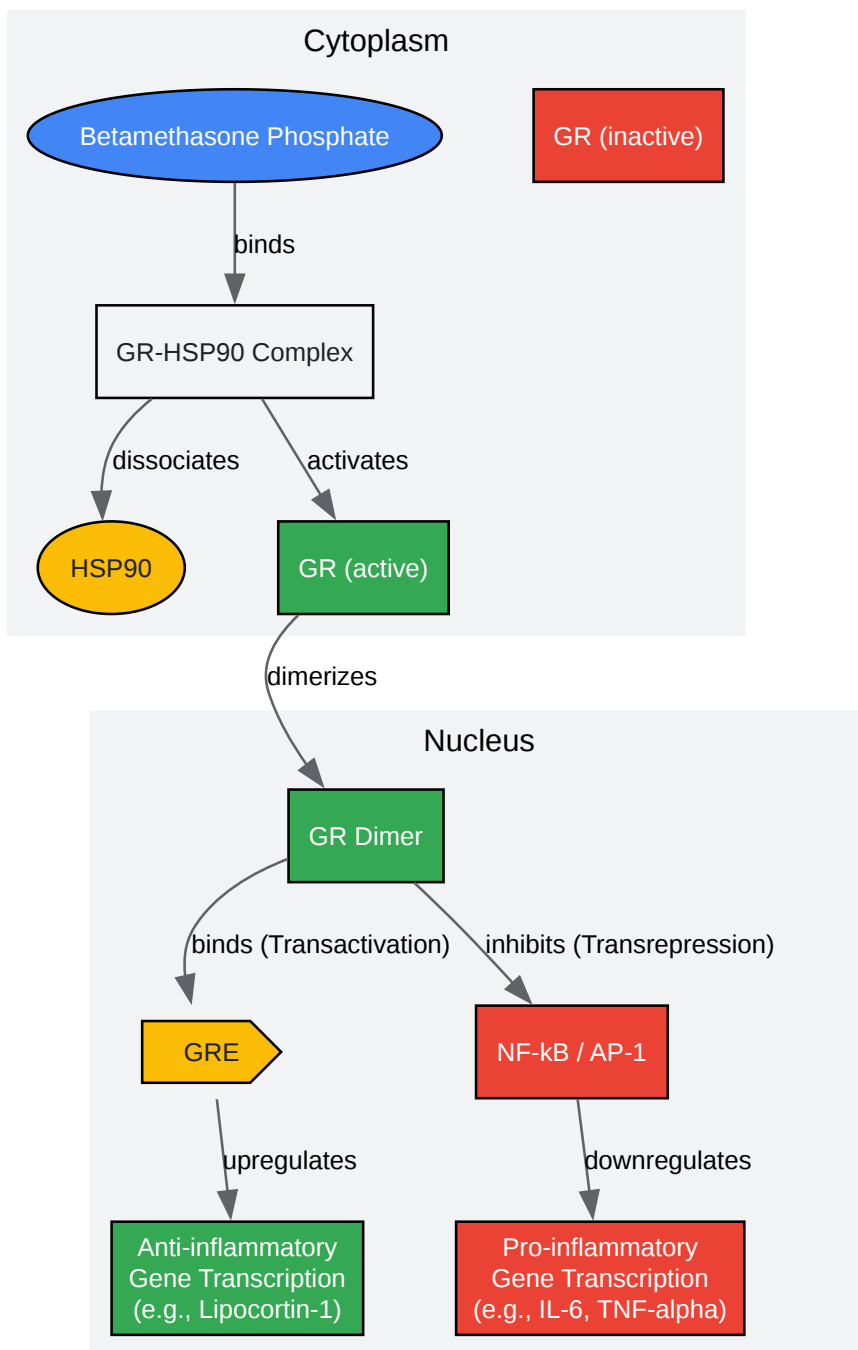 Cytoplasm
Betamethasone Phosphate
GR (inactive)
binds
GR-HSP90 Complex
dissociates
activates
HSP90
GR (active)
dimerizes
Nucleus
GR Dimer
binds (Transactivation)
inhibits (Transrepression)
GRE
NF-kB / AP-1
upregulates
downregulates
Anti-inflammatory
Gene Transcription
(e.g., Lipocortin-1)
Pro-inflammatory
Gene Transcription
(e.g., IL-6, TNF-alpha)